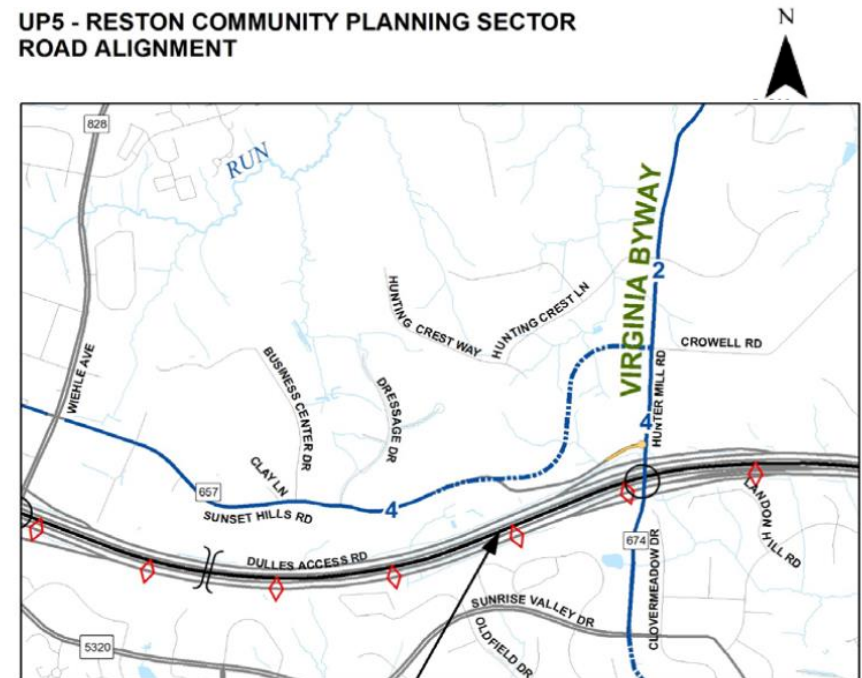 UP5 - RESTON COMMUNITY PLANNING SECTOR
ROAD ALIGNMENT
N
828
RUN
VIRGINIA BYWAY
2
HUNTING CREST WAY
HUNTING CREST LN
CROWELL RD
WIEHLE AVE
BUSINESS CENTER DR
DRESSAGE DR
HUNTER MILL RD
4
CLAY LN
657
SUNSET HILLS RD
4
LANDON HILL RD
674
CLOVERMEADOW DR
DULLES ACCESS RD
SUNRISE VALLEY DR
OLDFIELD DR
5320